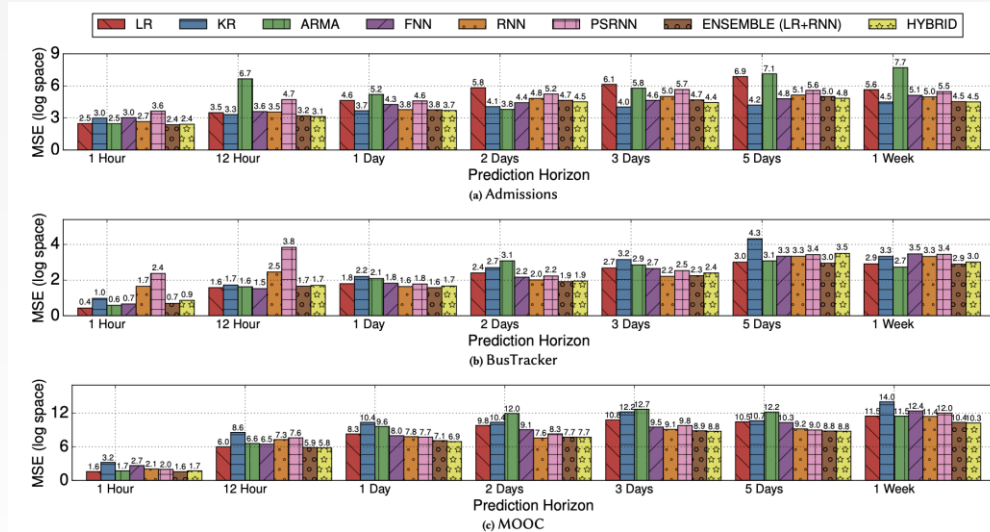 LR KR ARMA FNN RNN PSRNN ENSEMBLE (LR+RNN) HYBRID
MSE (log space)
9
6
3
0
2.5 3.0 2.5 3.0 2.7 3.6 2.4 2.4
3.5 3.3 6.7 3.6 3.5 4.7 3.2 3.1
4.6 3.7 5.2 4.3 3.8 4.6 3.8 3.7
5.8 4.1 3.8 4.4 4.8 5.2 4.7 4.5
6.1 4.0 5.8 4.6 5.0 5.7 4.7 4.4
6.9 4.2 7.1 4.8 5.1 5.6 5.0 4.8
5.6 4.5 7.7 5.1 5.0 5.5 4.5 4.5
1 Hour 12 Hour 1 Day 2 Days 3 Days 5 Days 1 Week
Prediction Horizon
(a) Admissions
MSE (log space)
4
2
0
0.4 1.0 0.6 0.7 1.7 2.4 0.7 0.9
1.6 1.7 1.6 1.5 2.5 3.8 1.7 1.7
1.8 2.2 2.1 1.8 1.6 1.8 1.6 1.7
2.4 2.7 3.1 2.2 2.0 2.2 1.9 1.9
2.7 3.2 2.9 2.7 2.2 2.5 2.3 2.4
3.0 4.3 3.1 3.3 3.3 3.4 3.0 3.5
2.9 3.3 2.7 3.5 3.3 3.4 2.9 3.0
1 Hour 12 Hour 1 Day 2 Days 3 Days 5 Days 1 Week
Prediction Horizon
(b) BusTracker
MSE (log space)
12
6
0
1.6 3.2 1.7 2.7 2.1 2.0 1.6 1.7
6.0 8.6 6.6 6.5 7.3 7.6 5.9 5.8
8.3 10.4 9.6 8.0 7.8 7.7 7.1 6.9
9.8 10.4 12.0 9.1 7.6 8.3 7.7 7.7
10.8 12.2 12.7 9.5 9.1 9.8 8.9 8.8
10.5 10.7 12.2 10.3 9.2 9.0 8.8 8.8
11.5 14.0 11.5 12.4 11.4 12.0 10.4 10.3
1 Hour 12 Hour 1 Day 2 Days 3 Days 5 Days 1 Week
Prediction Horizon
(c) MOOC